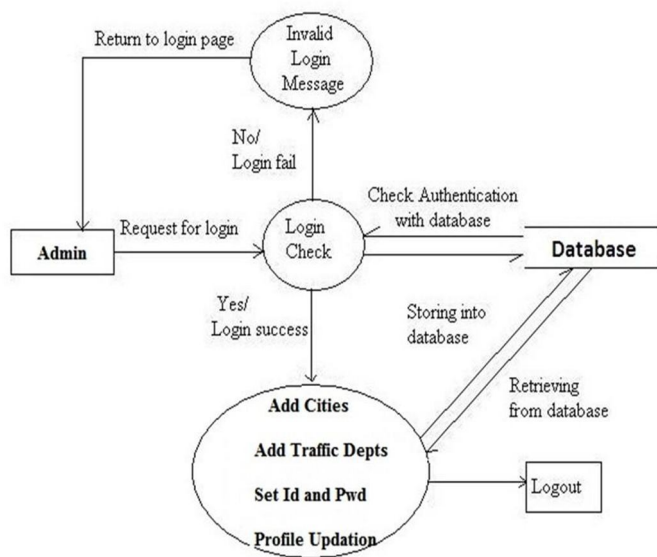 Return to login page
Invalid
Login
Message
No/
Login fail
Check Authentication
with database
Admin
Request for login
Login
Check
Database
Yes/
Login success
Storing into
database
Retrieving
from database
Add Cities
Add Traffic Depts
Set Id and Pwd
Profile Updation
Logout